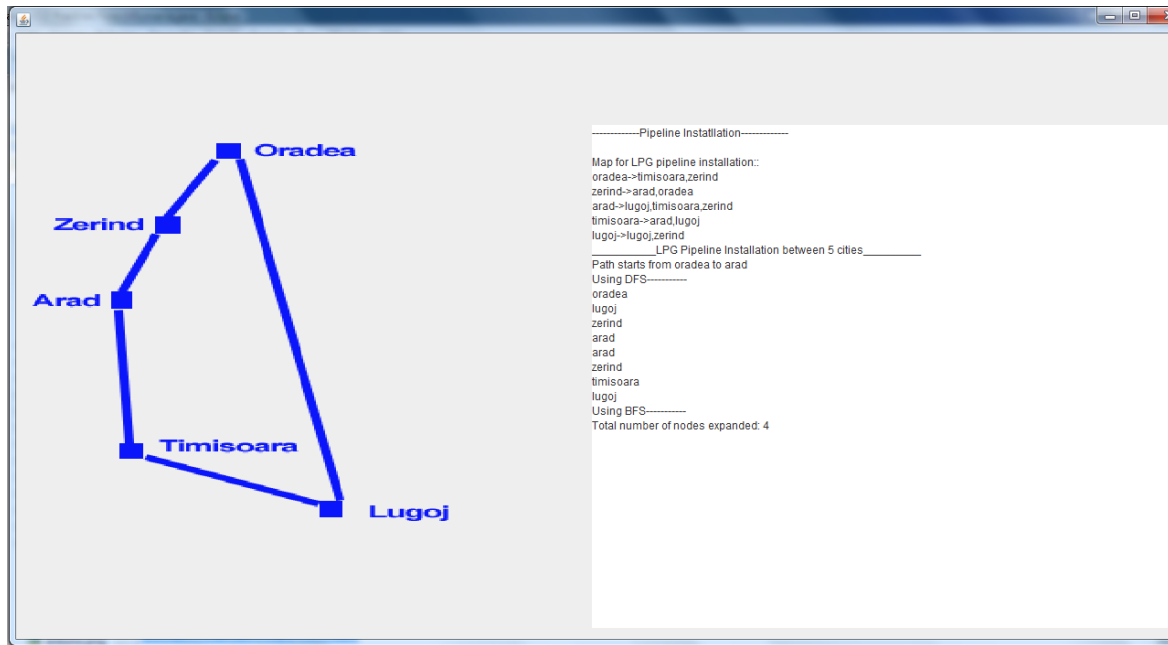 Oradea
Zerind
Arad
Timisoara
Lugoj
-------------Pipeline Instatllation-------------
Map for LPG pipeline installation::
oradea->timisoara,zerind
zerind->arad,oradea
arad->lugoj,timisoara,zerind
timisoara->arad,lugoj
lugoj->lugoj,zerind
___________LPG Pipeline Installation between 5 cities__________
Path starts from oradea to arad
Using DFS-----------
oradea
lugoj
zerind
arad
arad
zerind
timisoara
lugoj
Using BFS-----------
Total number of nodes expanded: 4